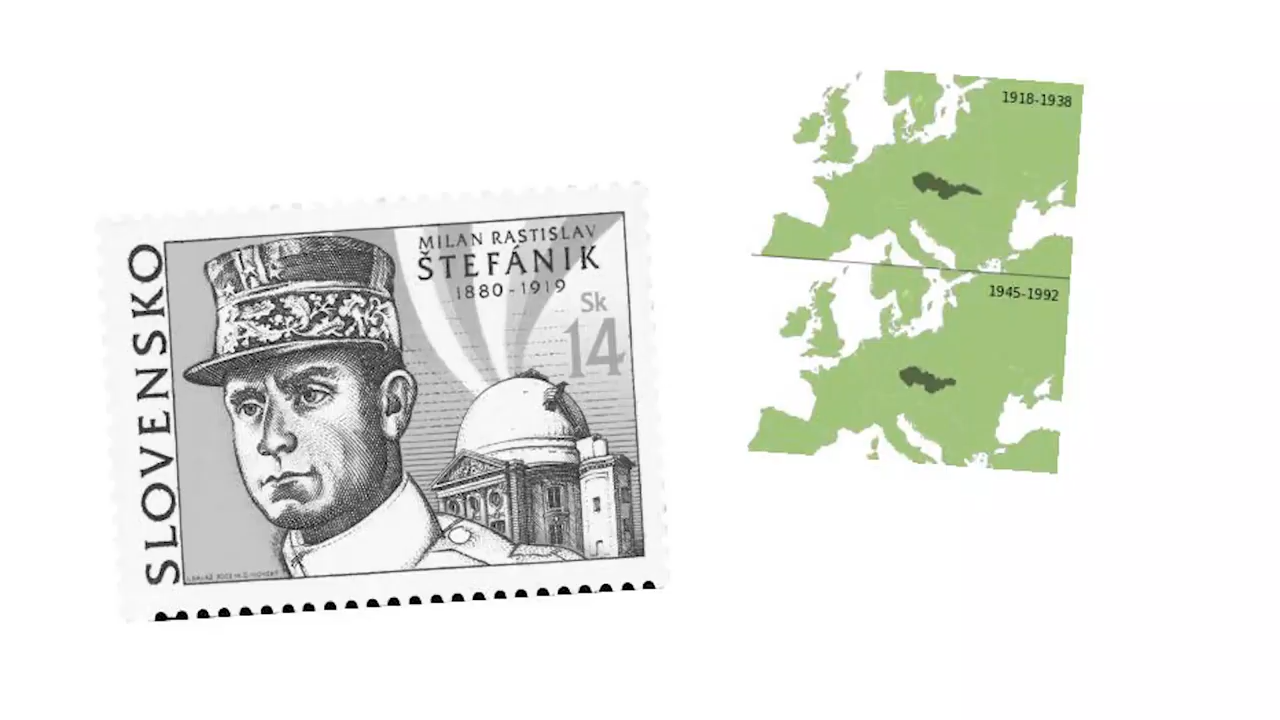 SLOVENSKO
MILAN RASTISLAV
ŠTEFÁNIK
1880-1919
Sk
14
1918-1938
1945-1992